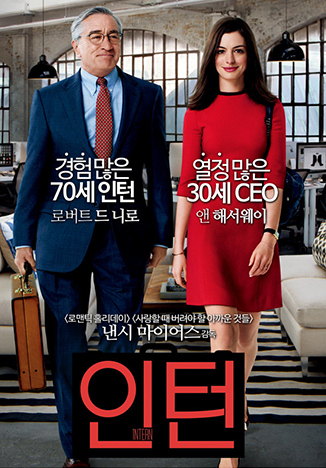 경험 많은
70세 인턴
로버트 드 니로
열정 많은
30세 CEO
앤 해서웨이
〈로맨틱 홀리데이〉 〈사랑할 때 버려야 할 아까운 것들〉
낸시 마이어스 감독
인턴
INTERN